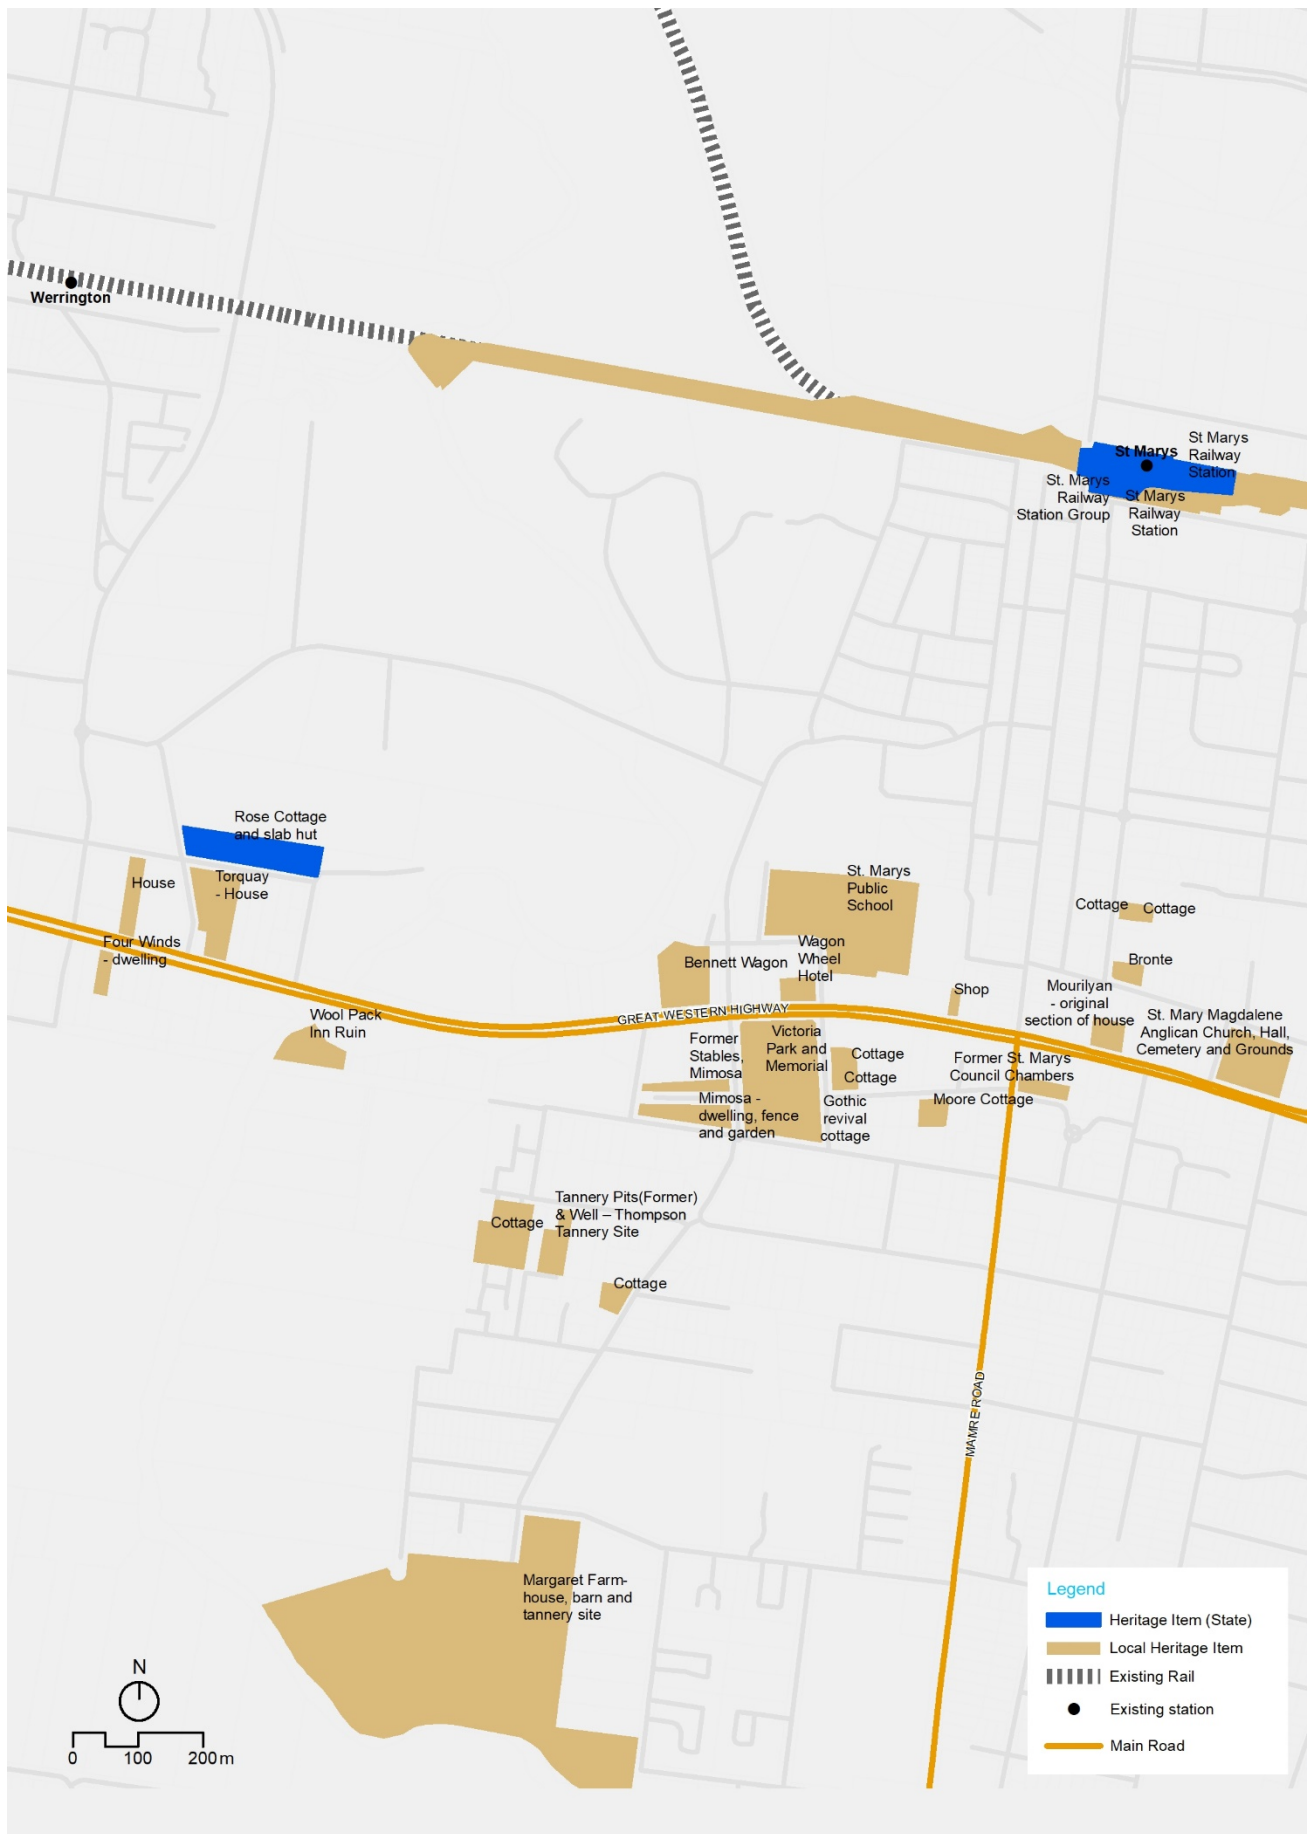 Werrington
St Marys
St Marys
Railway
Station
St. Marys
Railway
Station Group
St Marys
Railway
Station
Rose Cottage
and slab hut
House
Torquay
- House
Four Winds
- dwelling
Wool Pack
Inn Ruin
St. Marys
Public
School
Wagon
Wheel
Hotel
Bennett Wagon
GREAT WESTERN HIGHWAY
Cottage
Cottage
Bronte
Shop
Mourilyan
- original
section of house
St. Mary Magdalene
Anglican Church, Hall,
Cemetery and Grounds
Former
Stables,
Mimosa
Victoria
Park and
Memorial
Cottage
Cottage
Former St. Marys
Council Chambers
Mimosa -
dwelling, fence
and garden
Gothic
revival
cottage
Moore Cottage
Tannery Pits(Former)
& Well – Thompson
Tannery Site
Cottage
Cottage
MAMRE ROAD
Margaret Farm-
house, barn and
tannery site
Legend
Heritage Item (State)
Local Heritage Item
Existing Rail
Existing station
Main Road
N
0 100 200 m